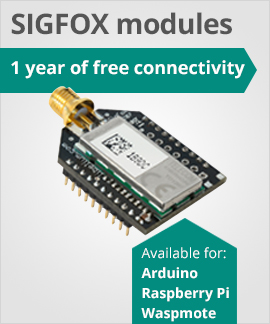 SIGFOX modules
1 year of free connectivity
Available for:
Arduino
Raspberry Pi
Waspmote